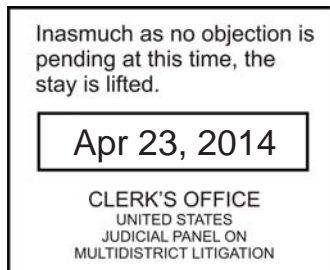 Inasmuch as no objection is
pending at this time, the
stay is lifted.
Apr 23, 2014
CLERK'S OFFICE
UNITED STATES
JUDICIAL PANEL ON
MULTIDISTRICT LITIGATION